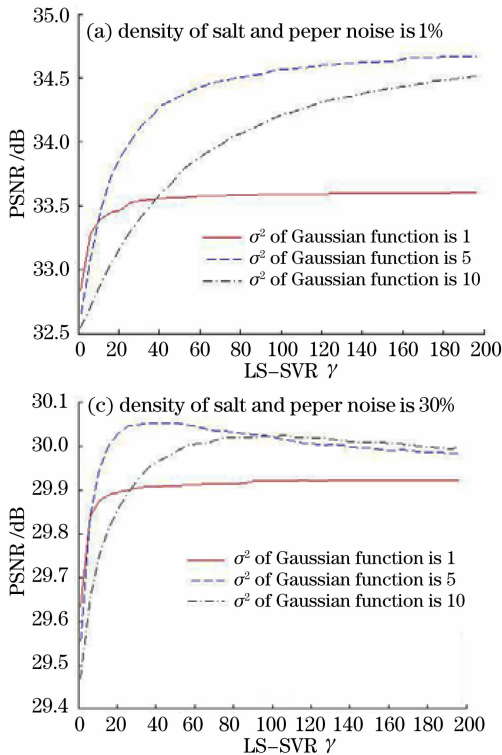 (a) density of salt and peper noise is 1%
35.0
34.5
34.0
33.5
33.0
32.5
PSNR /dB
σ² of Gaussian function is 1
σ² of Gaussian function is 5
σ² of Gaussian function is 10
0 20 40 60 80 100 120 140 160 180 200
LS-SVR γ
(c) density of salt and peper noise is 30%
30.1
30.0
29.9
29.8
29.7
29.6
29.5
29.4
PSNR /dB
σ² of Gaussian function is 1
σ² of Gaussian function is 5
σ² of Gaussian function is 10
0 20 40 60 80 100 120 140 160 180 200
LS-SVR γ